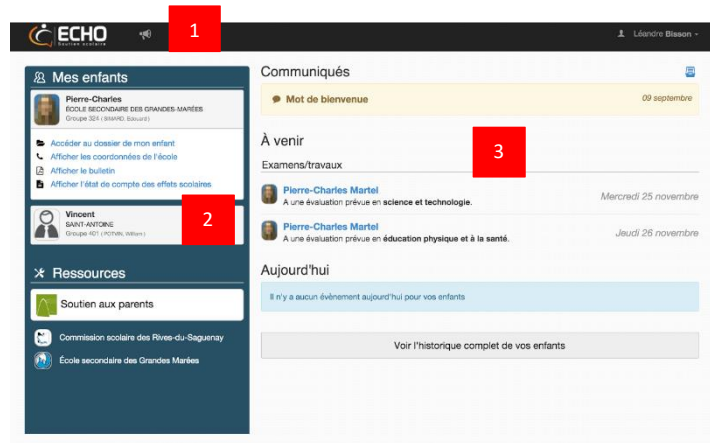 ECHO
Soutien scolaire
1
Léandre Bisson
Mes enfants
Pierre-Charles
ÉCOLE SECONDAIRE DES GRANDES-MARÉES
Groupe 324 (SIMARD, Edouard)
Accéder au dossier de mon enfant
Afficher les coordonnées de l'école
Afficher le bulletin
Afficher l'état de compte des effets scolaires
Vincent
SAINT-ANTOINE
Groupe 401 (POTVIN, William)
2
Ressources
Soutien aux parents
Commission scolaire des Rives-du-Saguenay
École secondaire des Grandes Marées
Communiqués
Mot de bienvenue 09 septembre
À venir
3
Examens/travaux
Pierre-Charles Martel
A une évaluation prévue en science et technologie.
Mercredi 25 novembre
Pierre-Charles Martel
A une évaluation prévue en éducation physique et à la santé.
Jeudi 26 novembre
Aujourd'hui
Il n'y a aucun évènement aujourd'hui pour vos enfants
Voir l'historique complet de vos enfants